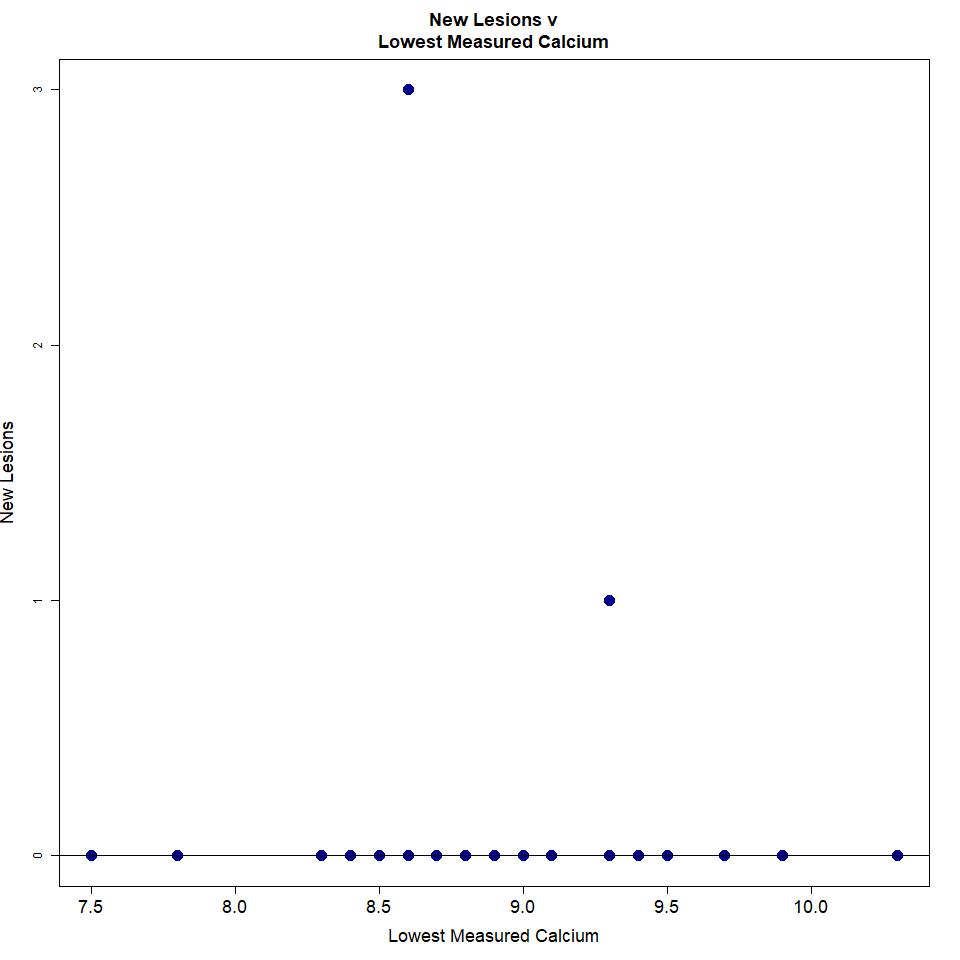 New Lesions v
Lowest Measured Calcium
3
2
1
0
New Lesions
7.5 8.0 8.5 9.0 9.5 10.0
Lowest Measured Calcium